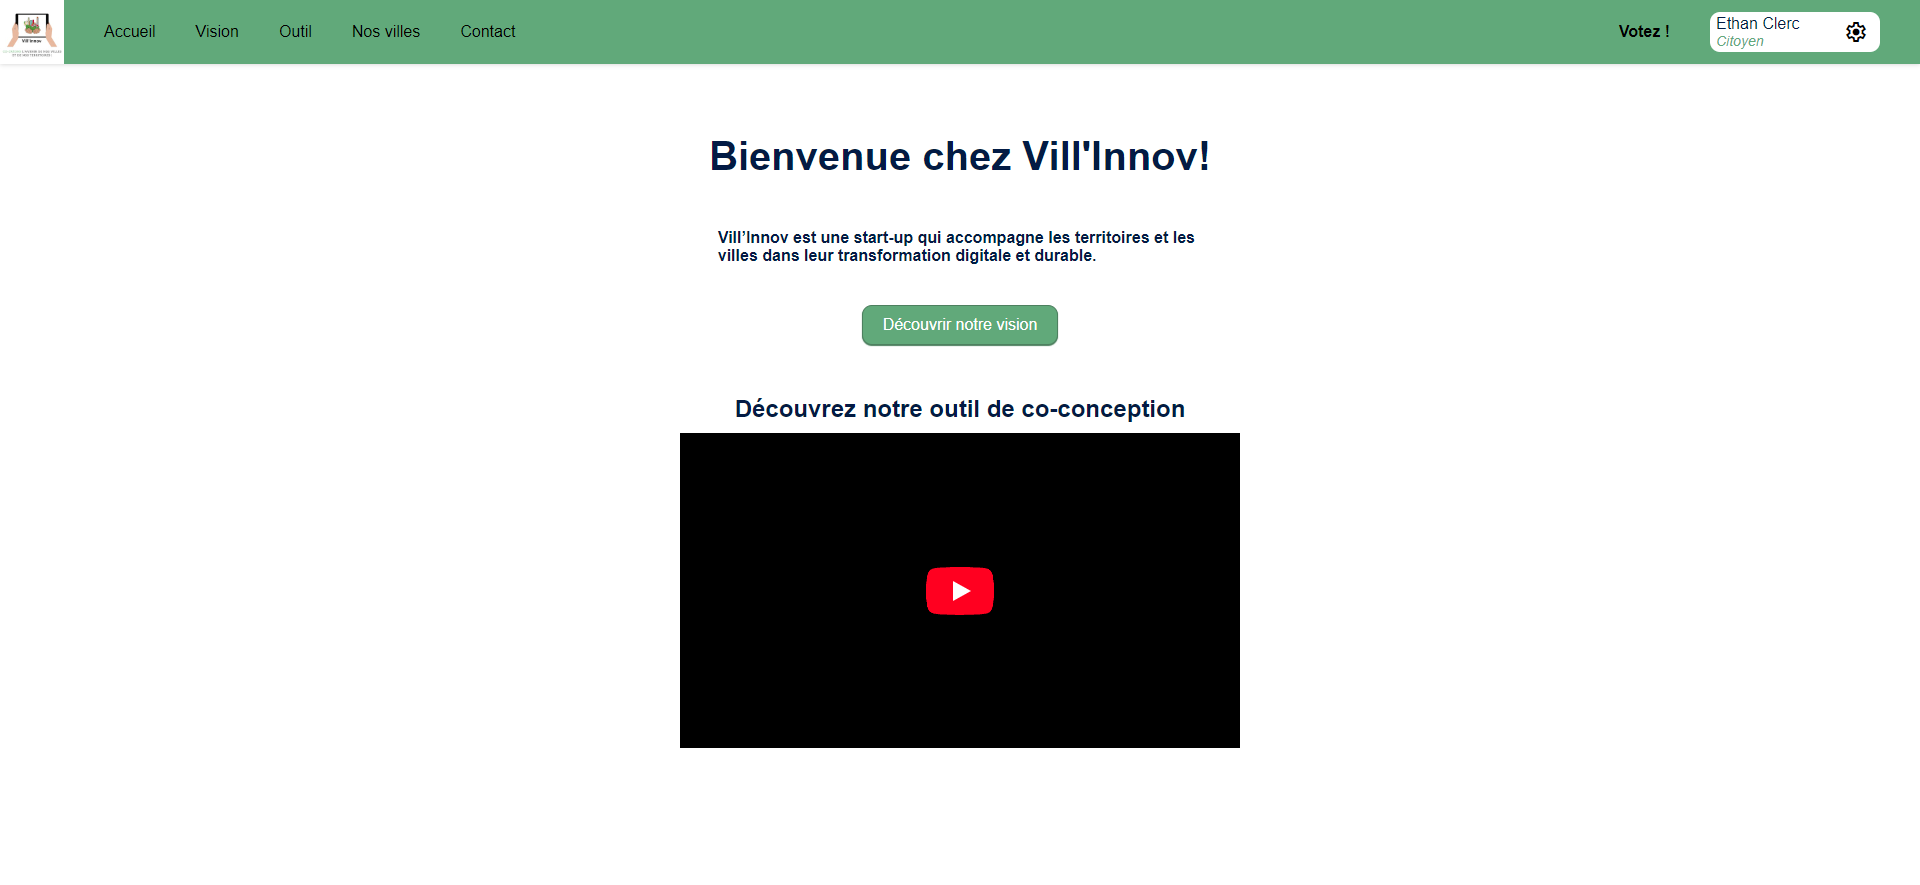 Vill'Innov
Accueil
Vision
Outil
Nos villes
Contact
Votez !
Ethan Clerc
Citoyen
Bienvenue chez Vill'Innov!
Vill’Innov est une start-up qui accompagne les territoires et les
villes dans leur transformation digitale et durable.
Découvrir notre vision
Découvrez notre outil de co-conception